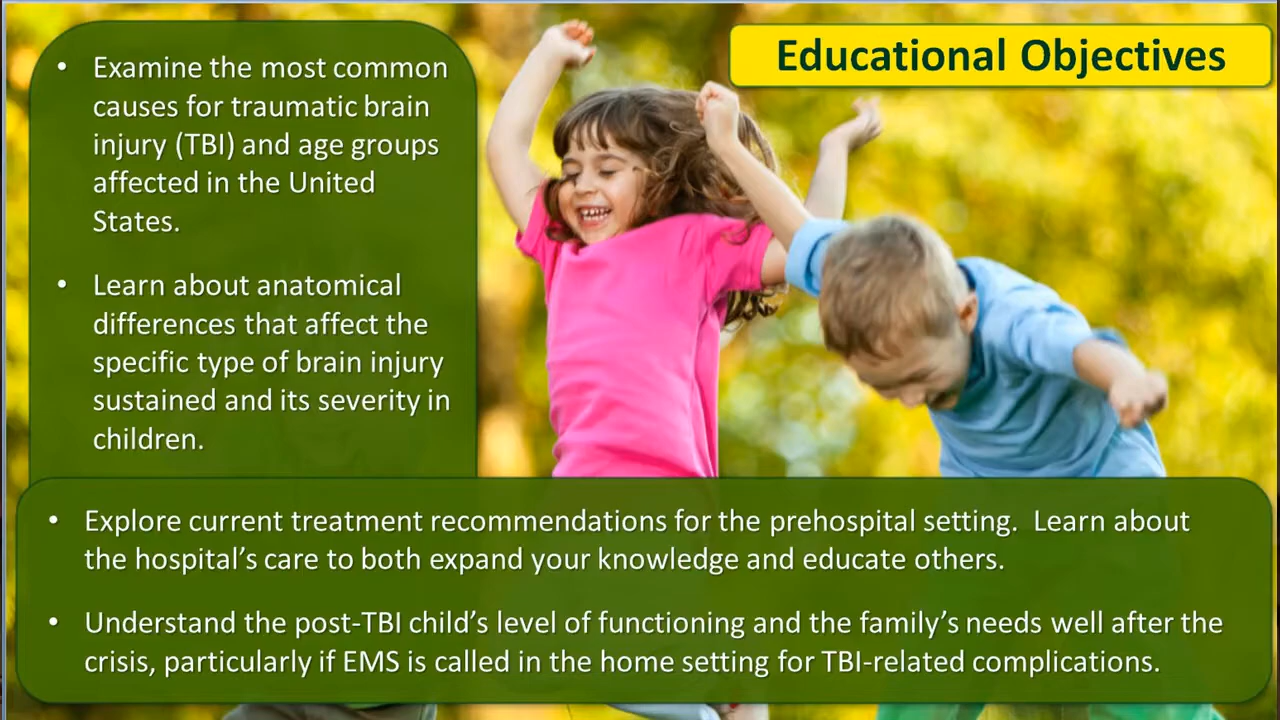 Educational Objectives
• Examine the most common
causes for traumatic brain
injury (TBI) and age groups
affected in the United
States.
• Learn about anatomical
differences that affect the
specific type of brain injury
sustained and its severity in
children.
• Explore current treatment recommendations for the prehospital setting.  Learn about
the hospital’s care to both expand your knowledge and educate others.
• Understand the post-TBI child’s level of functioning and the family’s needs well after the
crisis, particularly if EMS is called in the home setting for TBI-related complications.